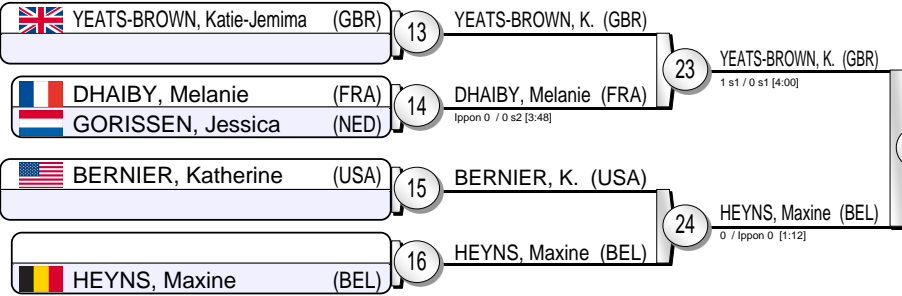 YEATS-BROWN, Katie-Jemima (GBR)
13
YEATS-BROWN, K. (GBR)
23
YEATS-BROWN, K. (GBR)
1 s1 / 0 s1 [4:00]
DHAIBY, Melanie (FRA)
GORISSEN, Jessica (NED)
14
DHAIBY, Melanie (FRA)
Ippon 0 / 0 s2 [3:48]
BERNIER, Katherine (USA)
15
BERNIER, K. (USA)
24
HEYNS, Maxine (BEL)
0 / Ippon 0 [1:12]
16
HEYNS, Maxine (BEL)
HEYNS, Maxine (BEL)